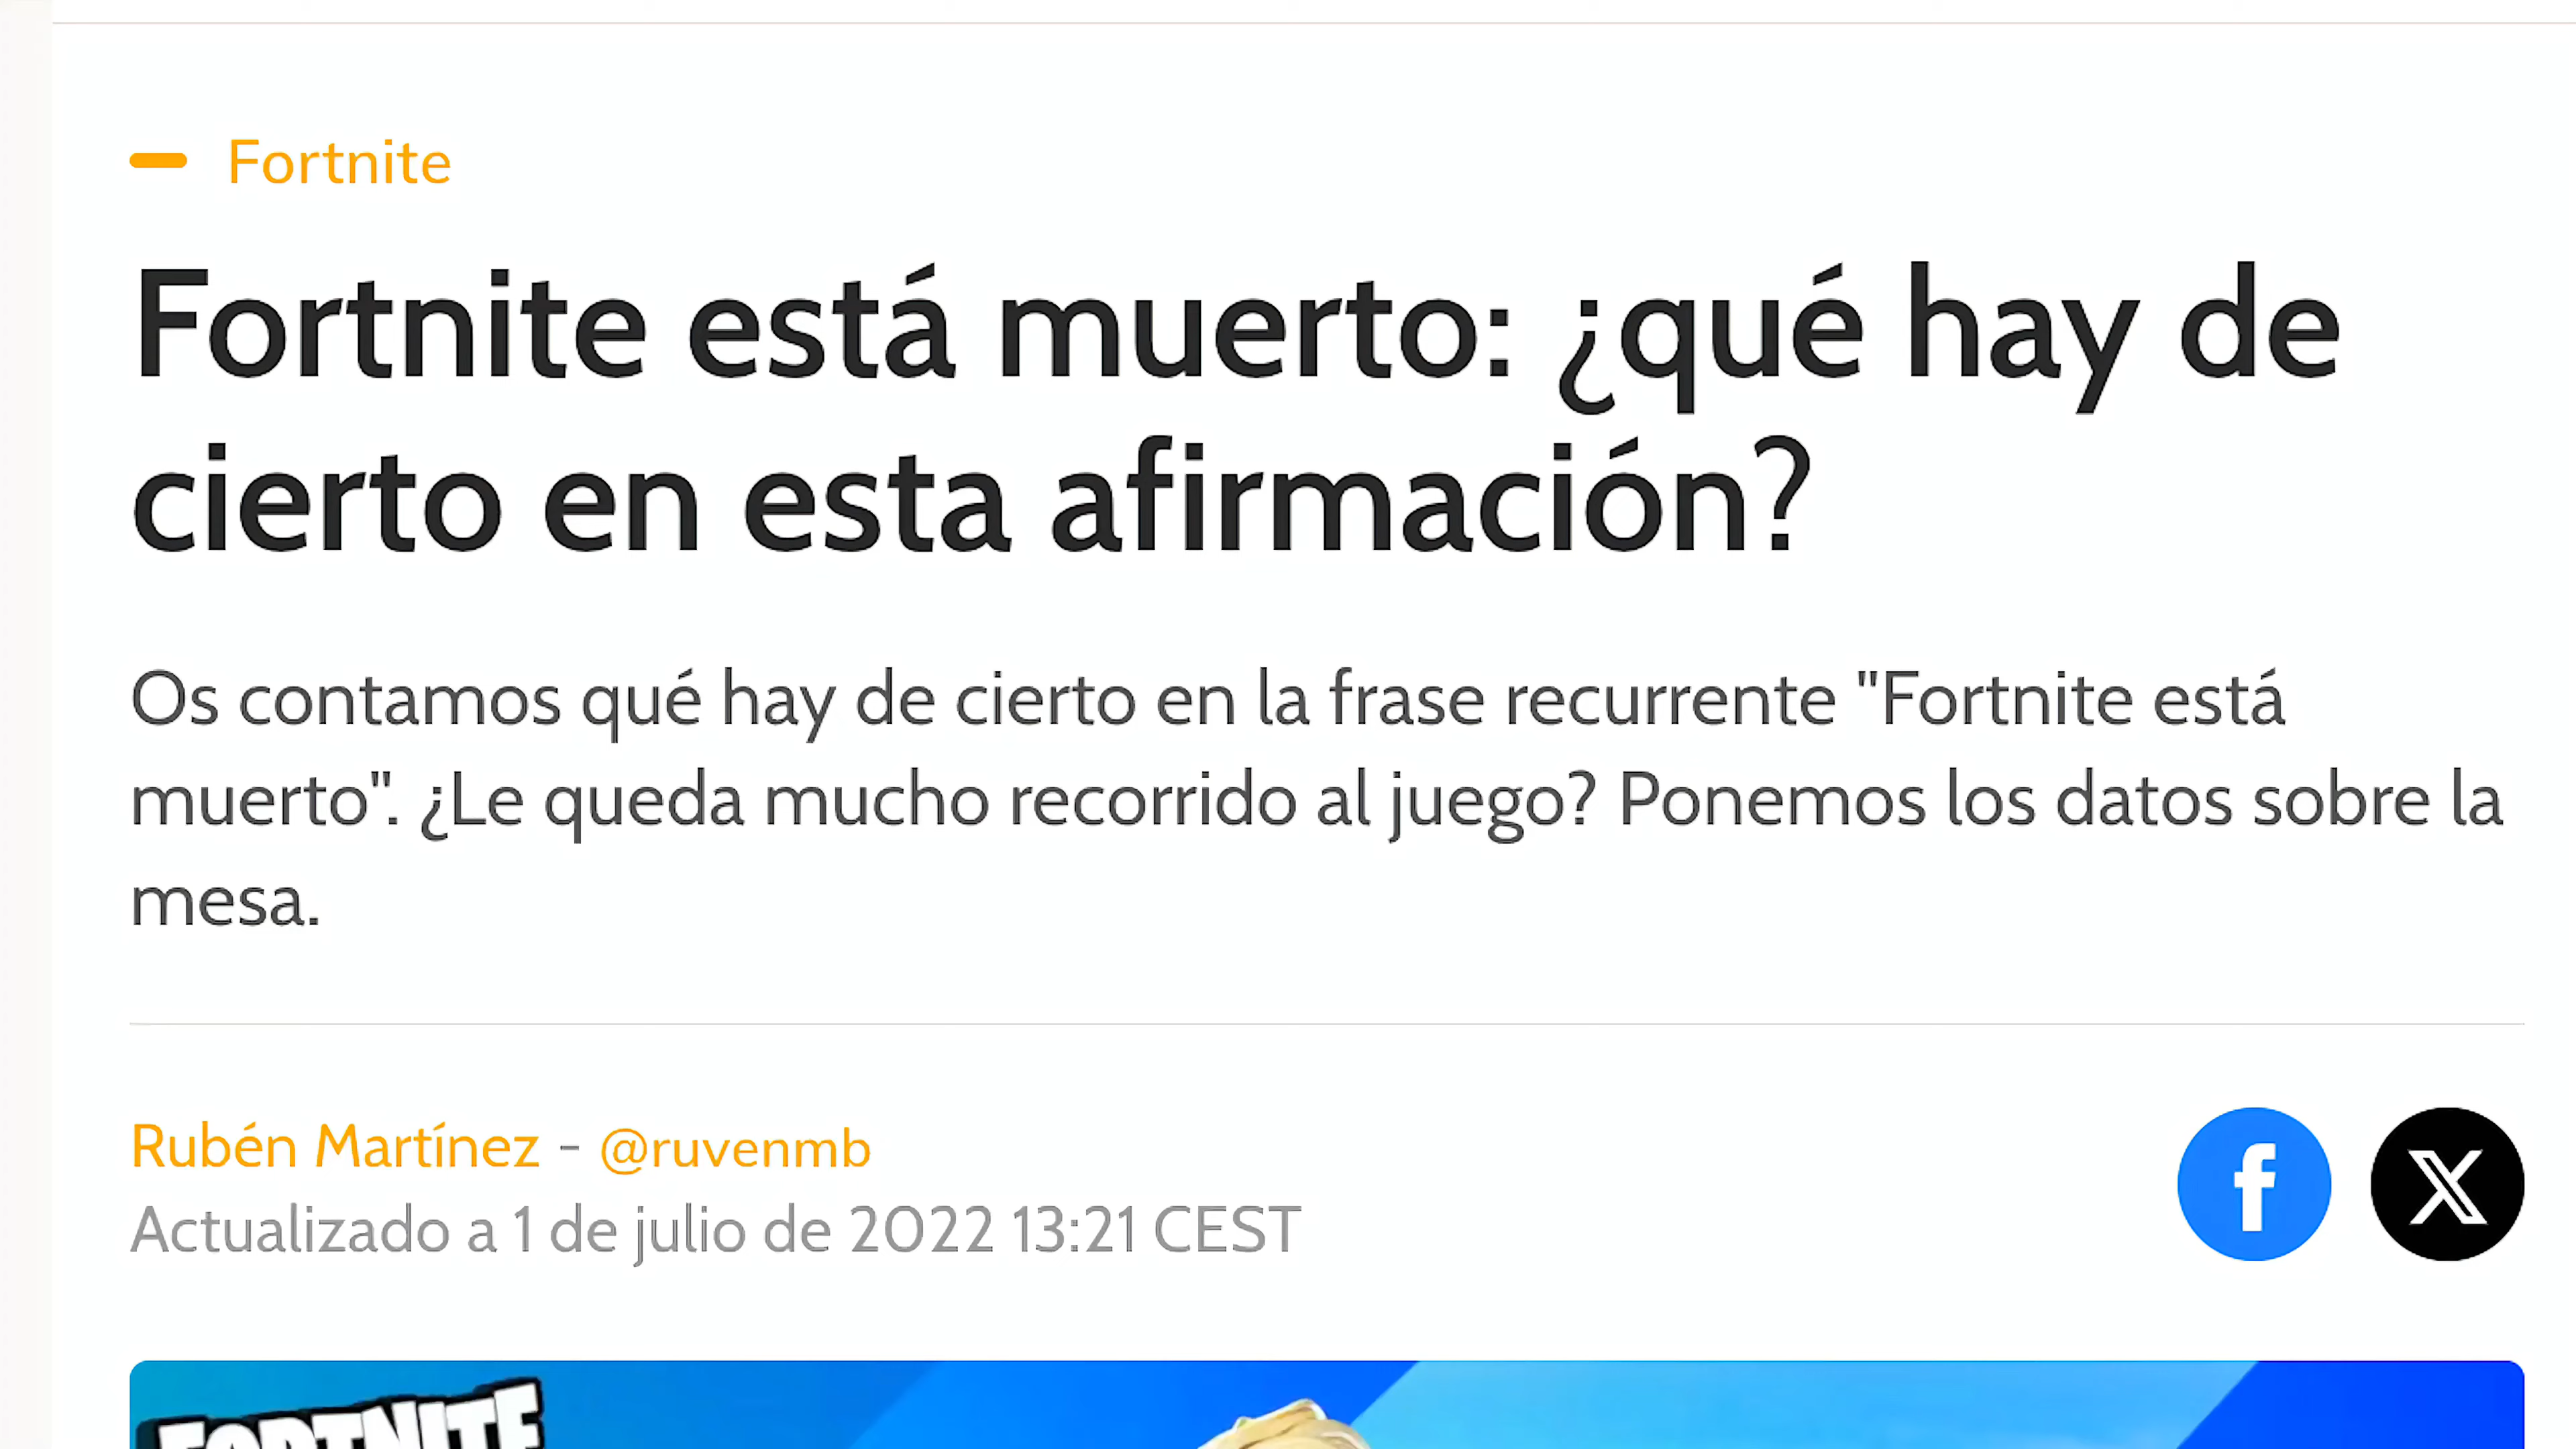 Fortnite
Fortnite está muerto: ¿qué hay de
cierto en esta afirmación?
Os contamos qué hay de cierto en la frase recurrente "Fortnite está
muerto". ¿Le queda mucho recorrido al juego? Ponemos los datos sobre la
mesa.
Rubén Martínez - @ruvenmb
Actualizado a 1 de julio de 2022 13:21 CEST
FORTNITE